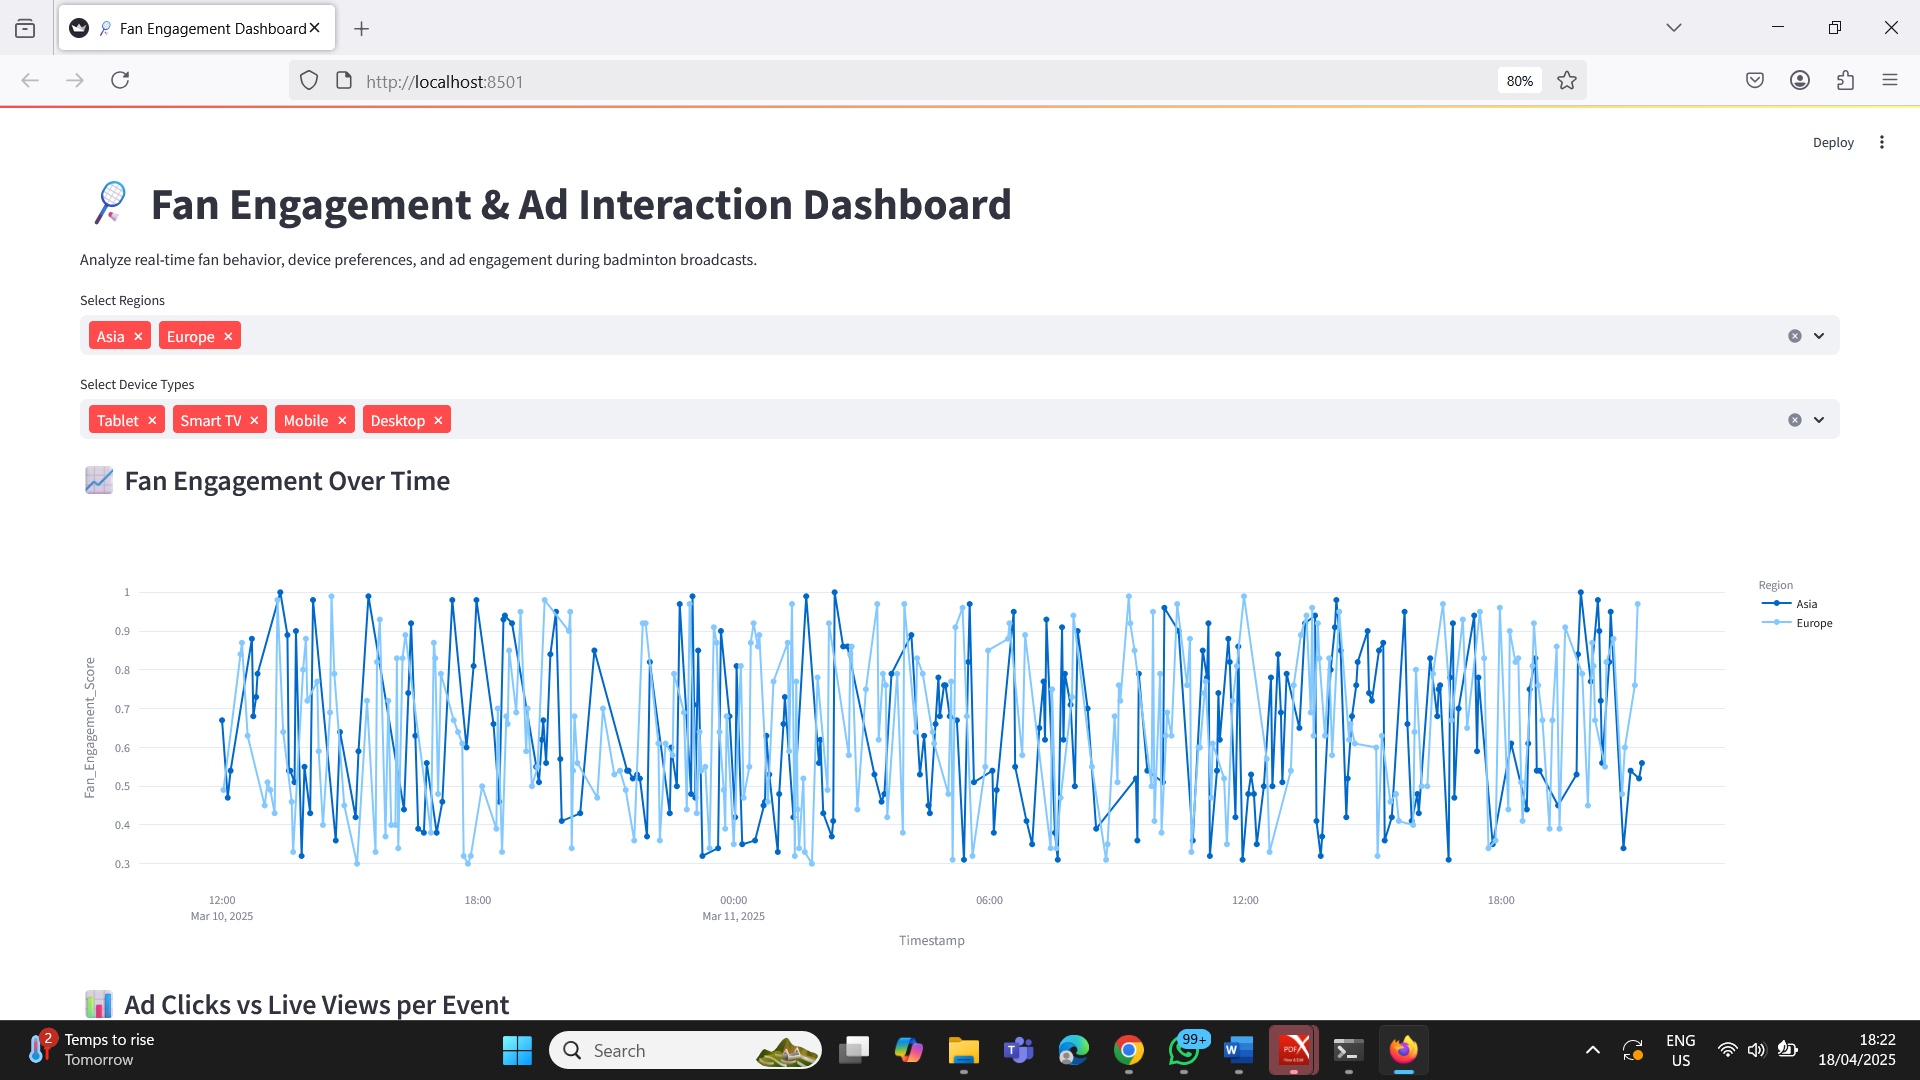 Fan Engagement Dashboard
http://localhost:8501
80%
Deploy
Fan Engagement & Ad Interaction Dashboard
Analyze real-time fan behavior, device preferences, and ad engagement during badminton broadcasts.
Select Regions
Asia
Europe
Select Device Types
Tablet
Smart TV
Mobile
Desktop
Fan Engagement Over Time
Region
Asia
Europe
Fan_Engagement_Score
1
0.9
0.8
0.7
0.6
0.5
0.4
0.3
12:00
Mar 10, 2025
18:00
00:00
Mar 11, 2025
06:00
12:00
18:00
Timestamp
Ad Clicks vs Live Views per Event
2
Temps to rise
Tomorrow
Search
99+
PDF
ENG
US
18:22
18/04/2025